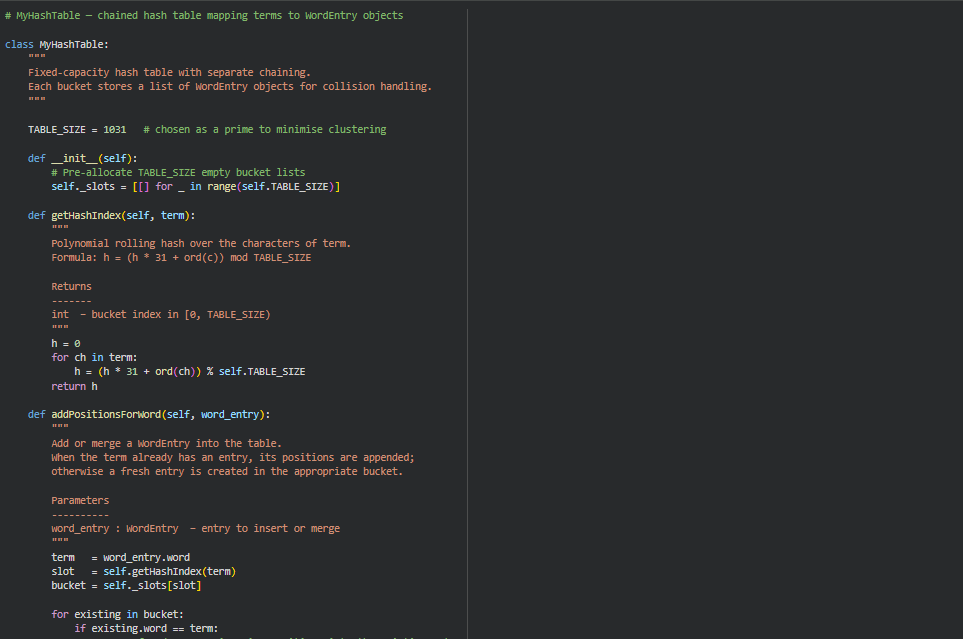 # MyHashTable — chained hash table mapping terms to WordEntry objects
class MyHashTable:
"""
Fixed-capacity hash table with separate chaining.
Each bucket stores a list of WordEntry objects for collision handling.
"""
TABLE_SIZE = 1031   # chosen as a prime to minimise clustering
def __init__(self):
# Pre-allocate TABLE_SIZE empty bucket lists
self._slots = [[] for _ in range(self.TABLE_SIZE)]
def getHashIndex(self, term):
"""
Polynomial rolling hash over the characters of term.
Formula: h = (h * 31 + ord(c)) mod TABLE_SIZE
Returns
-------
int  – bucket index in [0, TABLE_SIZE)
"""
h = 0
for ch in term:
h = (h * 31 + ord(ch)) % self.TABLE_SIZE
return h
def addPositionsForWord(self, word_entry):
"""
Add or merge a WordEntry into the table.
When the term already has an entry, its positions are appended;
otherwise a fresh entry is created in the appropriate bucket.
Parameters
----------
word_entry : WordEntry  – entry to insert or merge
"""
term   = word_entry.word
slot   = self.getHashIndex(term)
bucket = self._slots[slot]
for existing in bucket:
if existing.word == term: